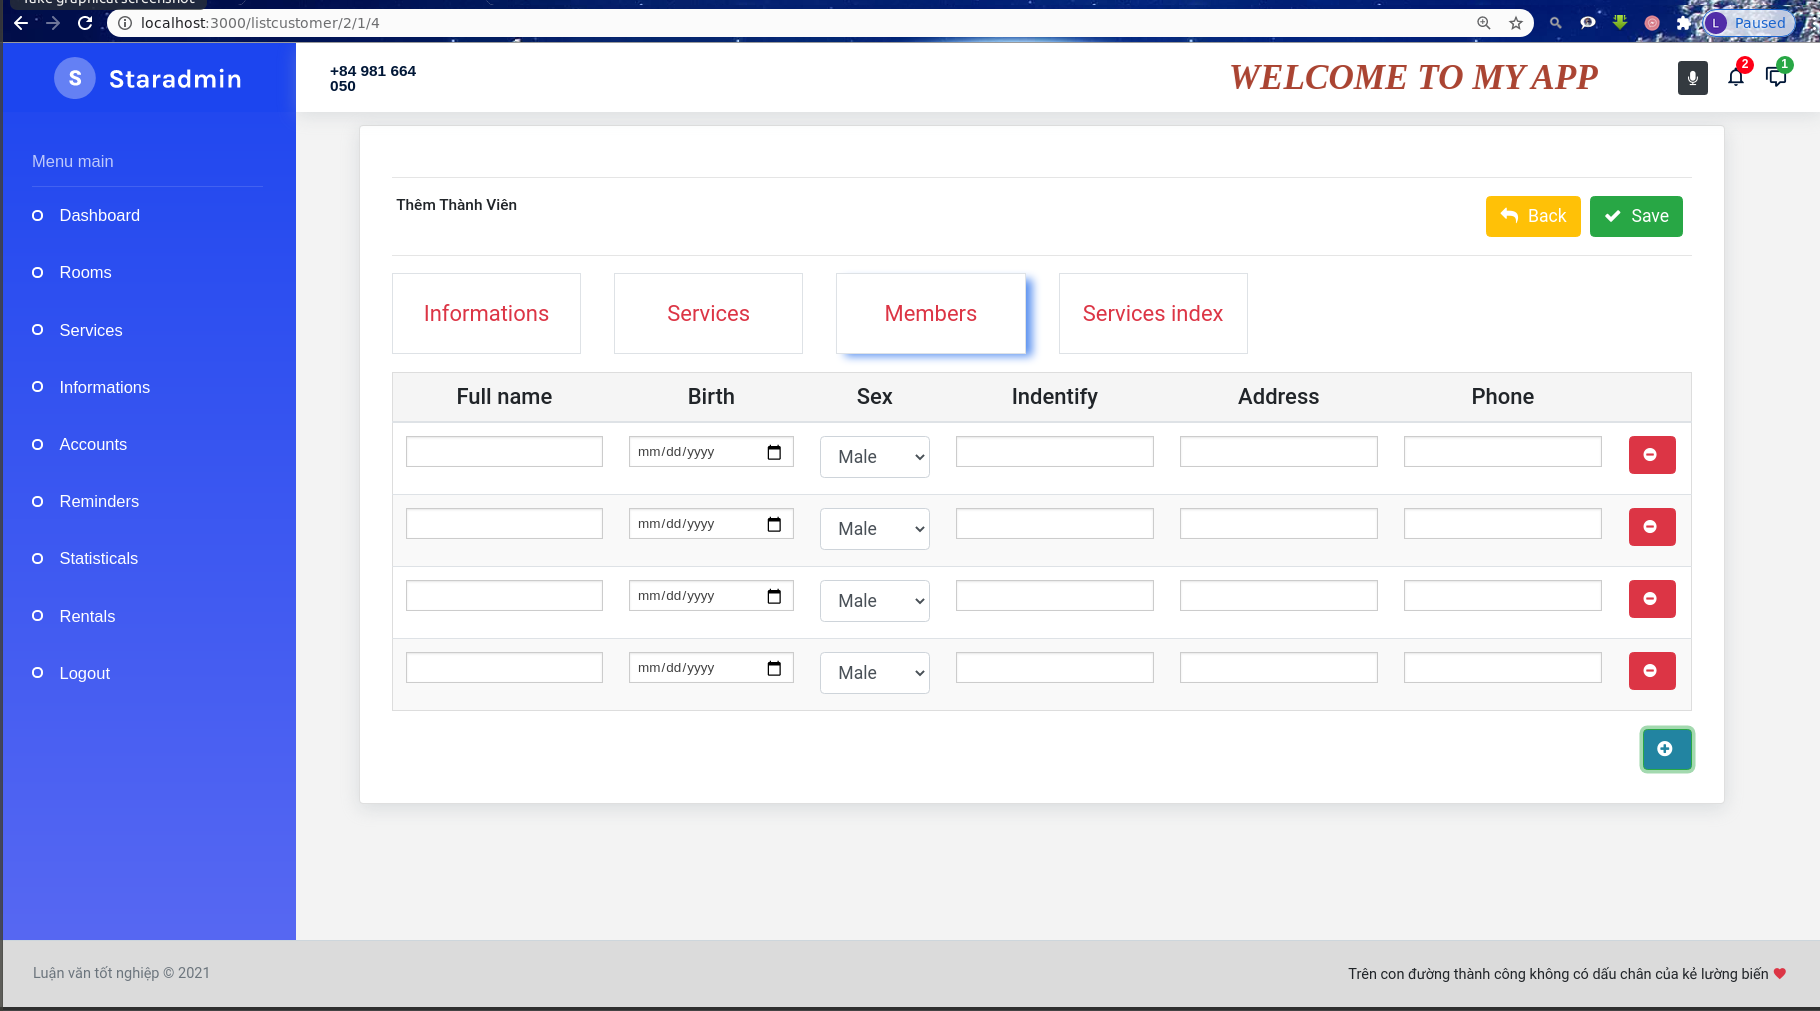 Take graphical screenshot
localhost:3000/listcustomer/2/1/4
L Paused
S Staradmin
+84 981 664
050
WELCOME TO MY APP
2
1
Menu main
Dashboard
Rooms
Services
Informations
Accounts
Reminders
Statisticals
Rentals
Logout
Thêm Thành Viên
Back
Save
Informations
Services
Members
Services index
Full name Birth Sex Indentify Address Phone
mm/dd/yyyy Male
mm/dd/yyyy Male
mm/dd/yyyy Male
mm/dd/yyyy Male
Luận văn tốt nghiệp © 2021
Trên con đường thành công không có dấu chân của kẻ lường biến